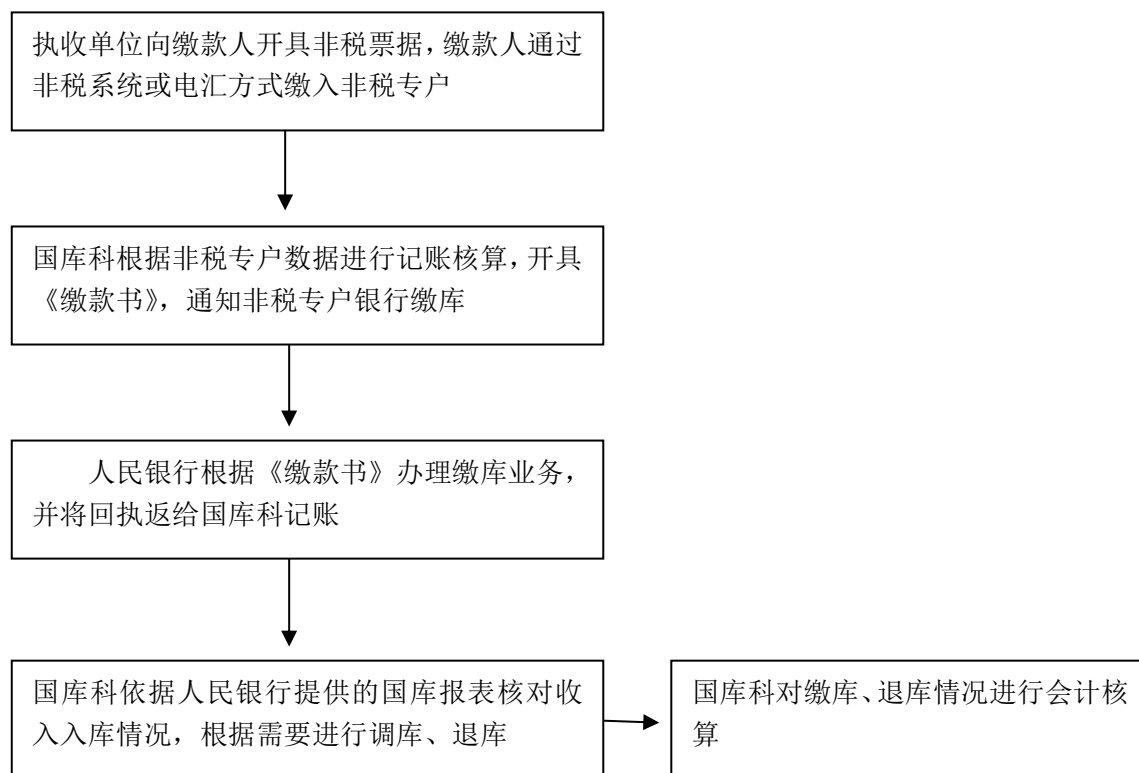 执收单位向缴款人开具非税票据，缴款人通过
非税系统或电汇方式缴入非税专户
国库科根据非税专户数据进行记账核算，开具
《缴款书》，通知非税专户银行缴库
人民银行根据《缴款书》办理缴库业务，
并将回执返给国库科记账
国库科依据人民银行提供的国库报表核对收
入入库情况，根据需要进行调库、退库
国库科对缴库、退库情况进行会计核
算